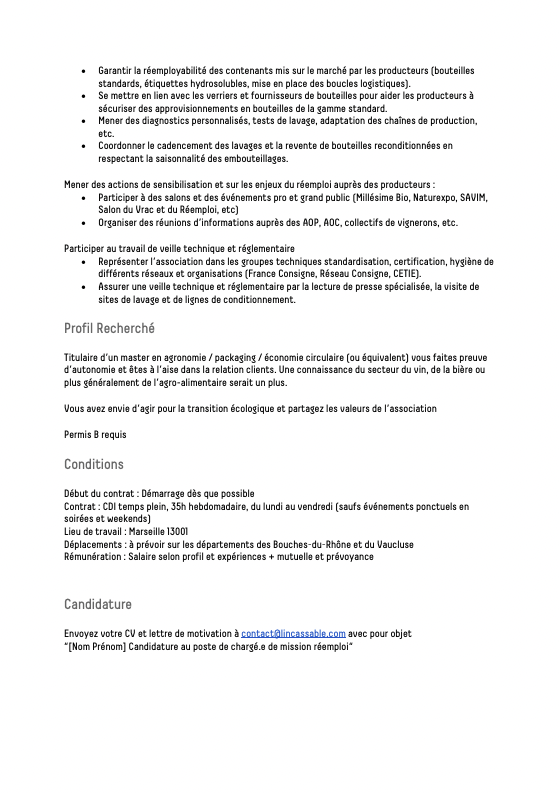 • Garantir la réemployabilité des contenants mis sur le marché par les producteurs (bouteilles
standards, étiquettes hydrosolubles, mise en place des boucles logistiques).
• Se mettre en lien avec les verriers et fournisseurs de bouteilles pour aider les producteurs à
sécuriser des approvisionnements en bouteilles de la gamme standard.
• Mener des diagnostics personnalisés, tests de lavage, adaptation des chaînes de production,
etc.
• Coordonner le cadencement des lavages et la revente de bouteilles reconditionnées en
respectant la saisonnalité des embouteillages.
Mener des actions de sensibilisation et sur les enjeux du réemploi auprès des producteurs :
• Participer à des salons et des événements pro et grand public (Millésime Bio, Naturexpo, SAVIM,
Salon du Vrac et du Réemploi, etc)
• Organiser des réunions d'informations auprès des AOP, AOC, collectifs de vignerons, etc.
Participer au travail de veille technique et réglementaire
• Représenter l'association dans les groupes techniques standardisation, certification, hygiène de
différents réseaux et organisations (France Consigne, Réseau Consigne, CETIE).
• Assurer une veille technique et réglementaire par la lecture de presse spécialisée, la visite de
sites de lavage et de lignes de conditionnement.
Profil Recherché
Titulaire d'un master en agronomie / packaging / économie circulaire (ou équivalent) vous faites preuve
d'autonomie et êtes à l'aise dans la relation clients. Une connaissance du secteur du vin, de la bière ou
plus généralement de l'agro-alimentaire serait un plus.
Vous avez envie d'agir pour la transition écologique et partagez les valeurs de l'association
Permis B requis
Conditions
Début du contrat : Démarrage dès que possible
Contrat : CDI temps plein, 35h hebdomadaire, du lundi au vendredi (saufs événements ponctuels en
soirées et weekends)
Lieu de travail : Marseille 13001
Déplacements : à prévoir sur les départements des Bouches-du-Rhône et du Vaucluse
Rémunération : Salaire selon profil et expériences + mutuelle et prévoyance
Candidature
Envoyez votre CV et lettre de motivation à contact@lincassable.com avec pour objet
"[Nom Prénom] Candidature au poste de chargé.e de mission réemploi"